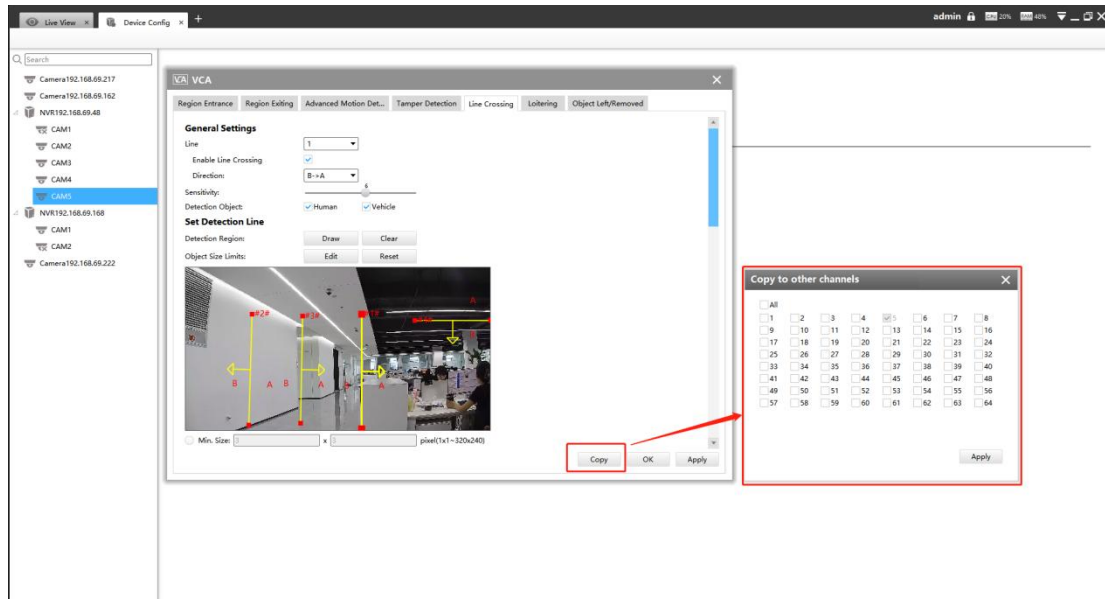 Live View × Device Config × +
admin CPU 20% RAM 48%
Search
Camera192.168.69.217
Camera192.168.69.162
NVR192.168.69.48
CAM1
CAM2
CAM3
CAM4
CAM5
NVR192.168.69.168
CAM1
CAM2
Camera192.168.69.222
VCA VCA
Region Entrance Region Exiting Advanced Motion Det... Tamper Detection Line Crossing Loitering Object Left/Removed
General Settings
Line 1
Enable Line Crossing
Direction: B->A
Sensitivity:
Detection Object: Human Vehicle
Set Detection Line
Detection Region: Draw Clear
Object Size Limits: Edit Reset
A
#2# #3#
B A B A A
Min. Size: 3 x 3 pixel(1x1~320x240)
Copy OK Apply
Copy to other channels
All
1 2 3 4 5 6 7 8
9 10 11 12 13 14 15 16
17 18 19 20 21 22 23 24
25 26 27 28 29 30 31 32
33 34 35 36 37 38 39 40
41 42 43 44 45 46 47 48
49 50 51 52 53 54 55 56
57 58 59 60 61 62 63 64
Apply